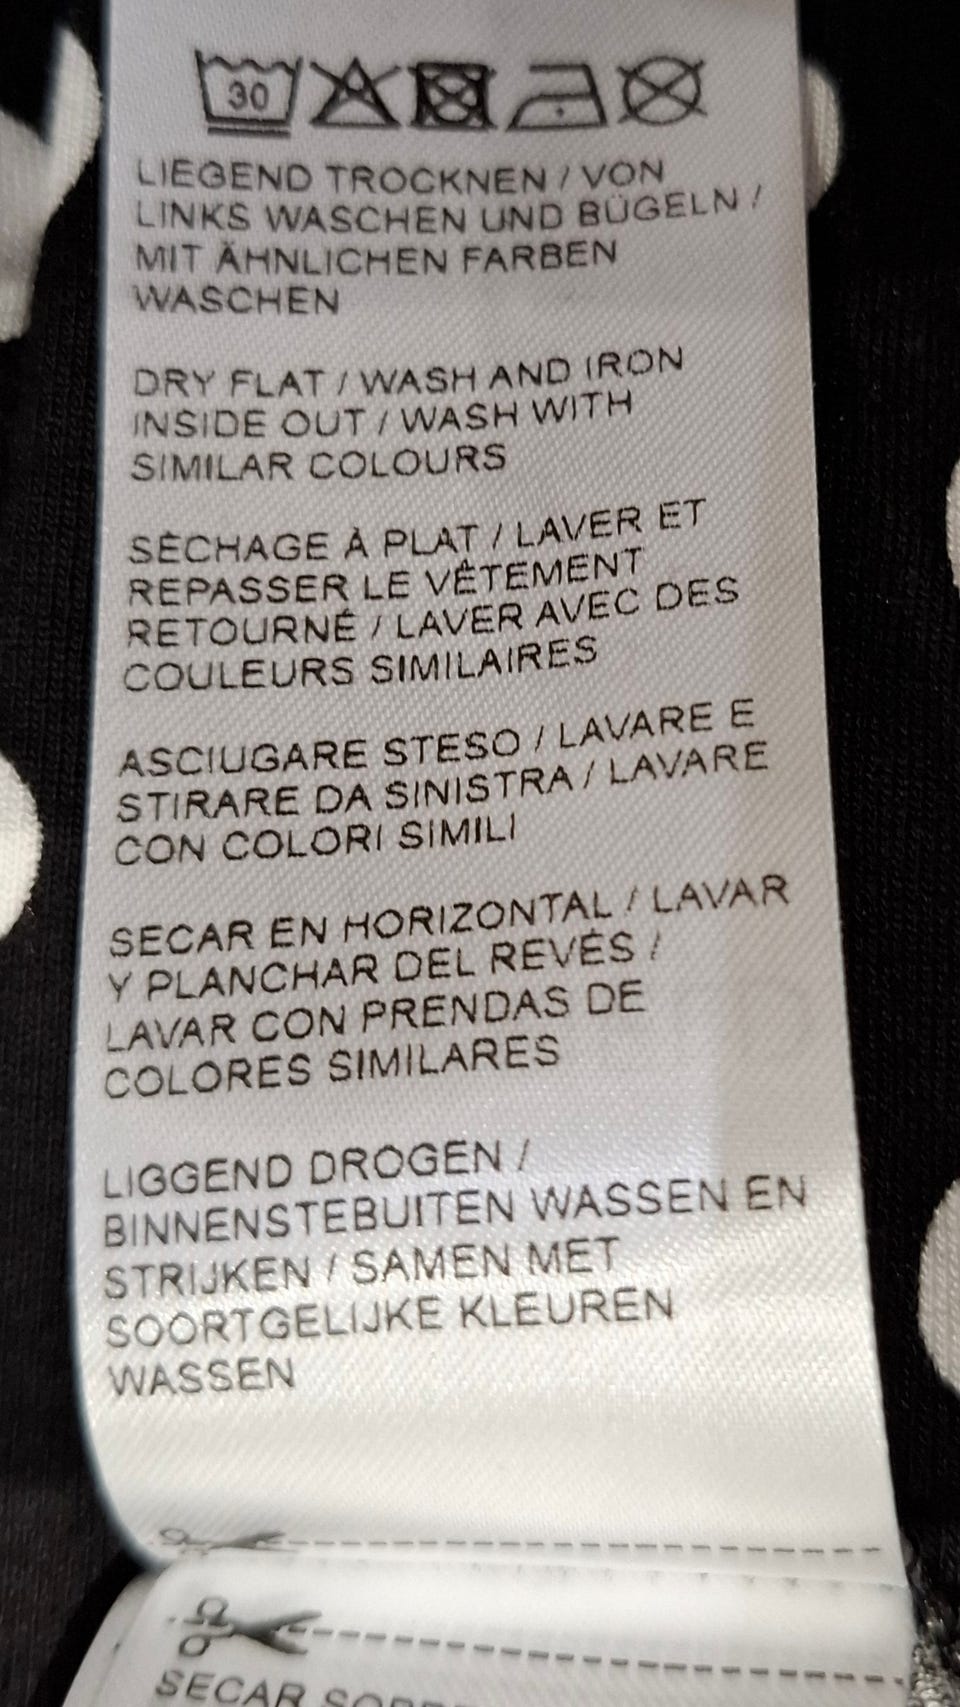 30
LIEGEND TROCKNEN / VON
LINKS WASCHEN UND BÜGELN /
MIT ÄHNLICHEN FARBEN
WASCHEN
DRY FLAT / WASH AND IRON
INSIDE OUT / WASH WITH
SIMILAR COLOURS
SÉCHAGE À PLAT / LAVER ET
REPASSER LE VÊTEMENT
RETOURNÉ / LAVER AVEC DES
COULEURS SIMILAIRES
ASCIUGARE STESO / LAVARE E
STIRARE DA SINISTRA / LAVARE
CON COLORI SIMILI
SECAR EN HORIZONTAL / LAVAR
Y PLANCHAR DEL REVÉS /
LAVAR CON PRENDAS DE
COLORES SIMILARES
LIGGEND DROGEN /
BINNENSTEBUITEN WASSEN EN
STRIJKEN / SAMEN MET
SOORTGELIJKE KLEUREN
WASSEN
SECAR